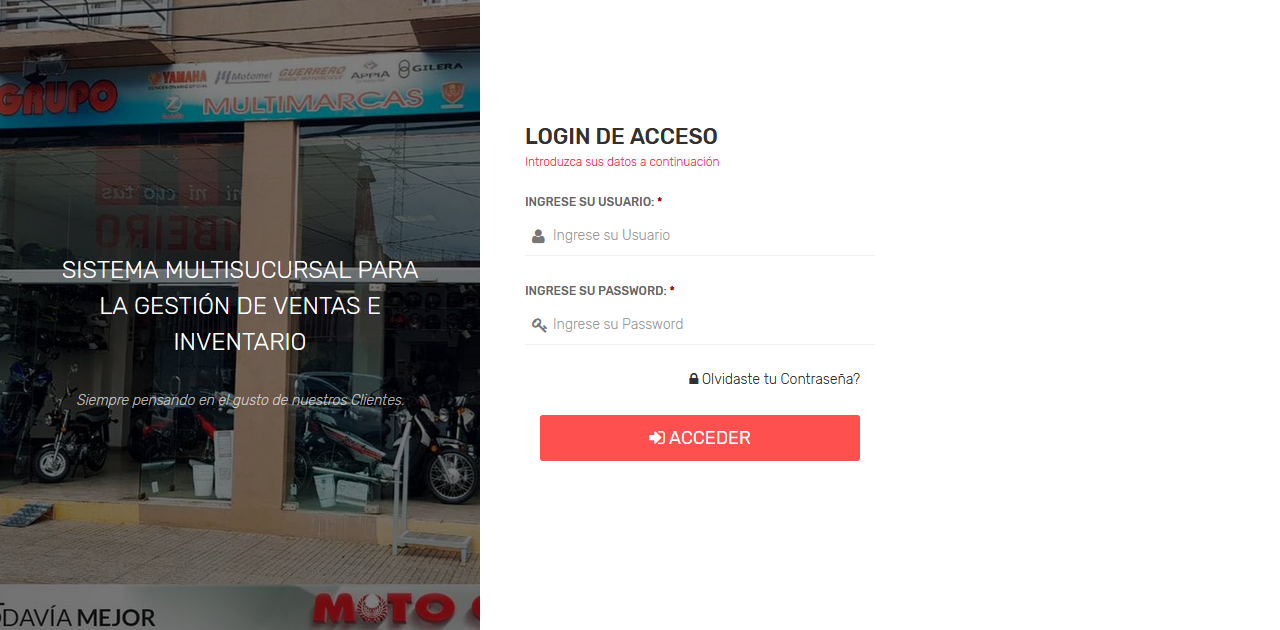 GRUPO
YAMAHA
Motomel
GUERRERO
APPIA
GILERA
MULTIMARCAS
SISTEMA MULTISUCURSAL PARA
LA GESTIÓN DE VENTAS E
INVENTARIO
Siempre pensando en el gusto de nuestros Clientes.
MEJOR
MOTO
LOGIN DE ACCESO
Introduzca sus datos a continuación
INGRESE SU USUARIO: *
Ingrese su Usuario
INGRESE SU PASSWORD: *
Ingrese su Password
Olvidaste tu Contraseña?
ACCEDER